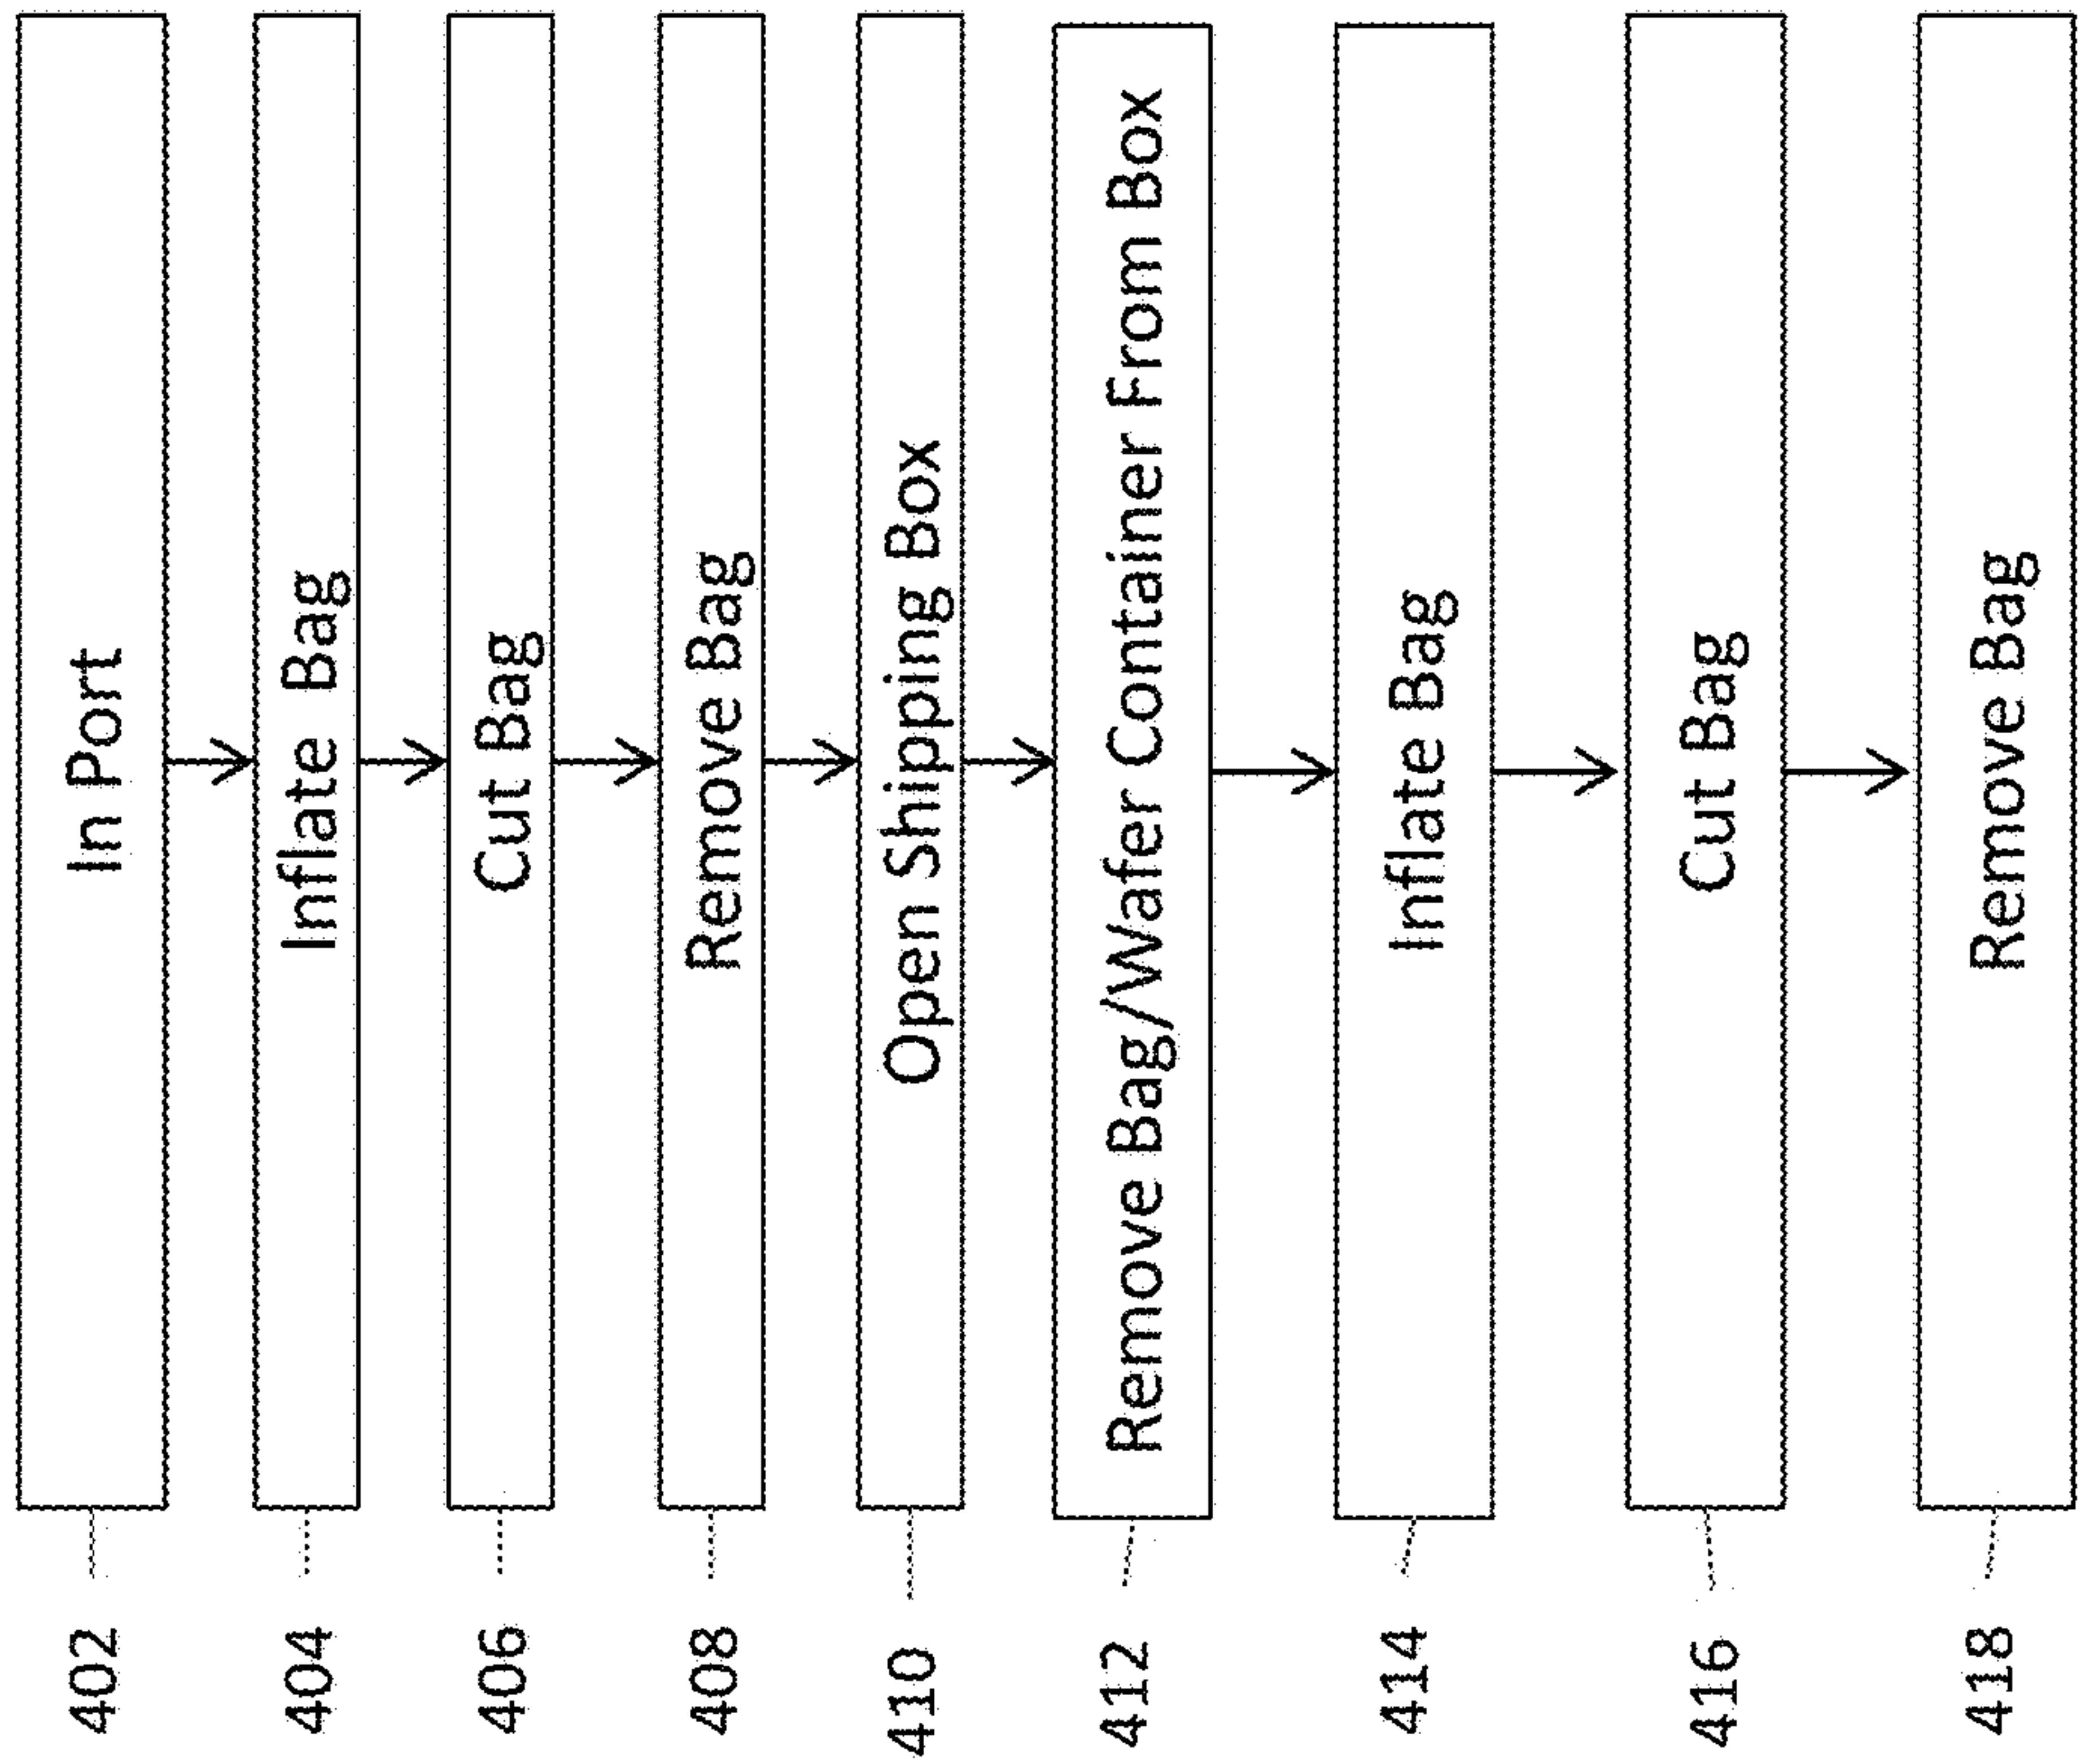 402 In Port
404 Inflate Bag
406 Cut Bag
408 Remove Bag
410 Open Shipping Box
412 Remove Bag/Wafer Container From Box
414 Inflate Bag
416 Cut Bag
418 Remove Bag